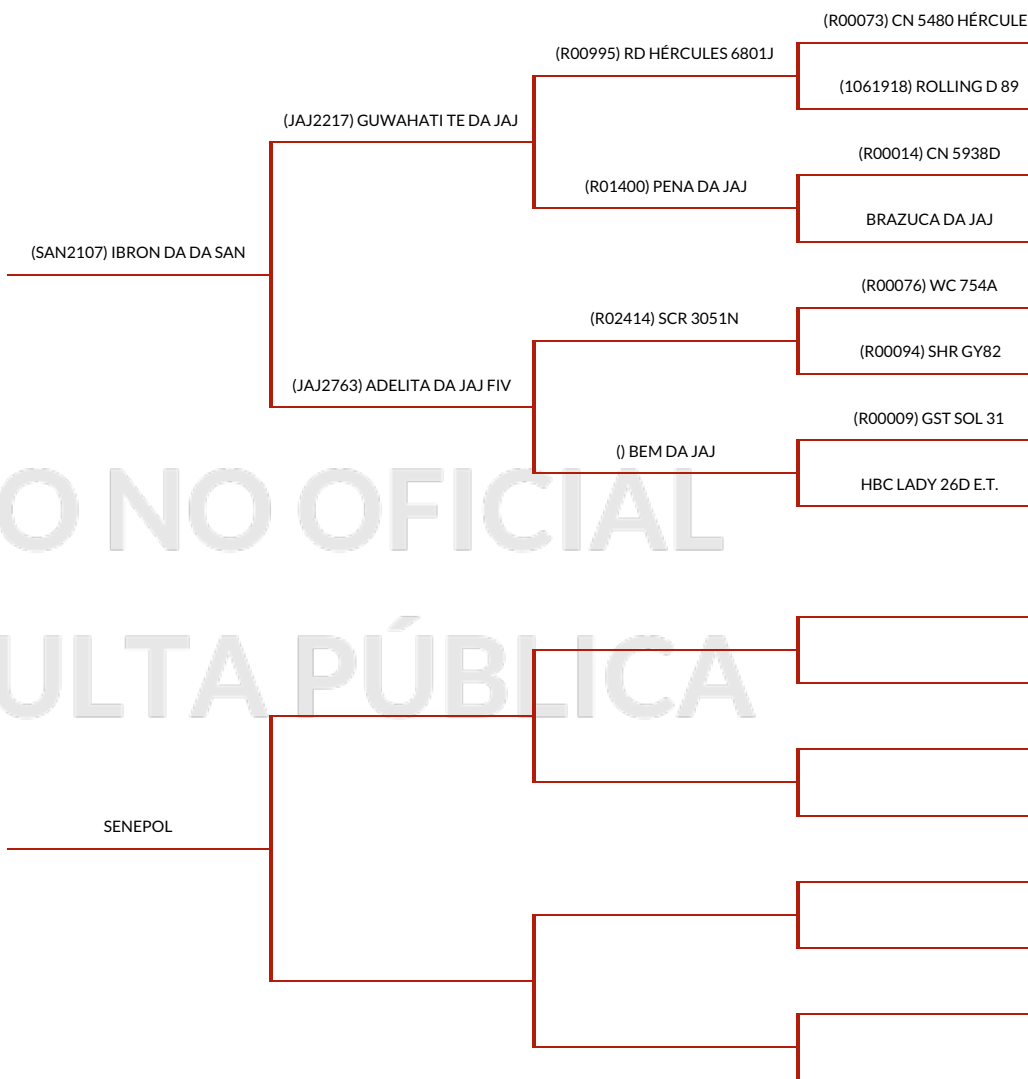 (R00073) CN 5480 HÉRCULE
(R00995) RD HÉRCULES 6801J
(1061918) ROLLING D 89
(JAJ2217) GUWAHATI TE DA JAJ
(R00014) CN 5938D
(R01400) PENA DA JAJ
BRAZUCA DA JAJ
(SAN2107) IBRON DA DA SAN
(R00076) WC 754A
(R02414) SCR 3051N
(R00094) SHR GY82
(JAJ2763) ADELITA DA JAJ FIV
(R00009) GST SOL 31
() BEM DA JAJ
HBC LADY 26D E.T.
O NO OFICIAL
ULTA PÚBLICA
SENEPOL